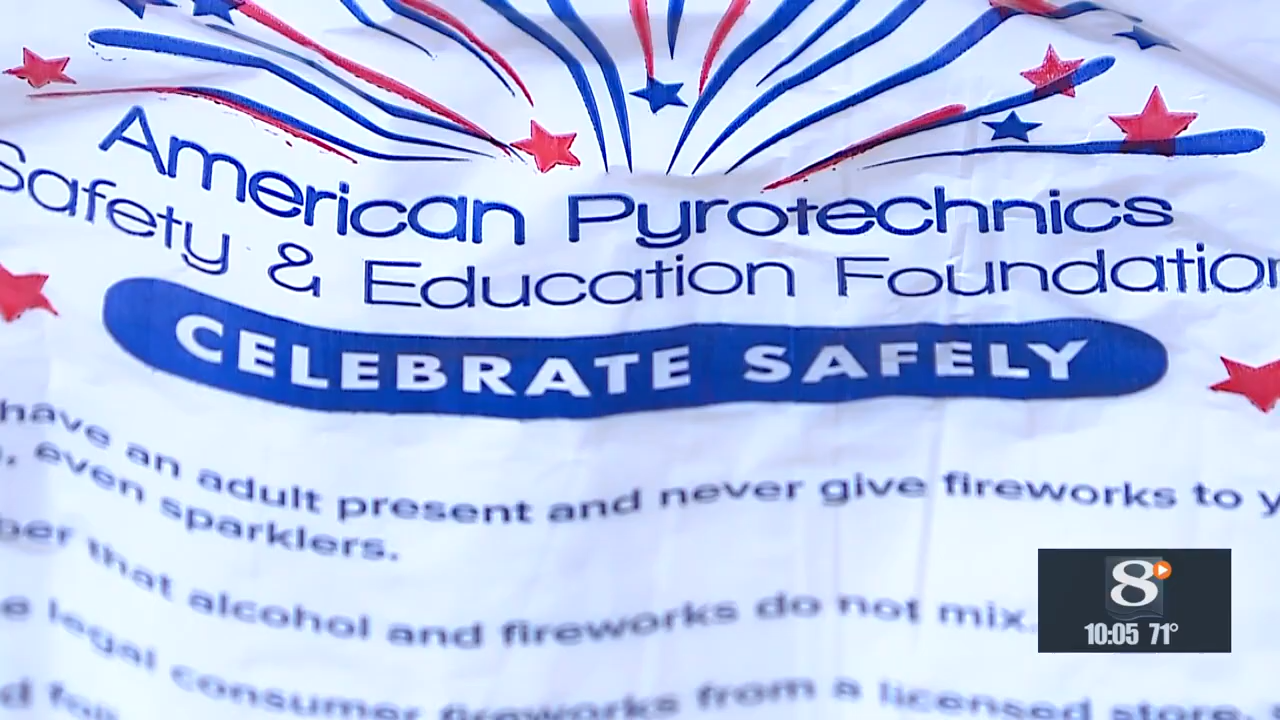 American Pyrotechnics
Safety & Education Foundation
CELEBRATE SAFELY
have an adult present and never give fireworks to y
, even sparklers.
ber that alcohol and fireworks do not mix.
e legal consumer fireworks from a licensed store.
8
10:05 71°